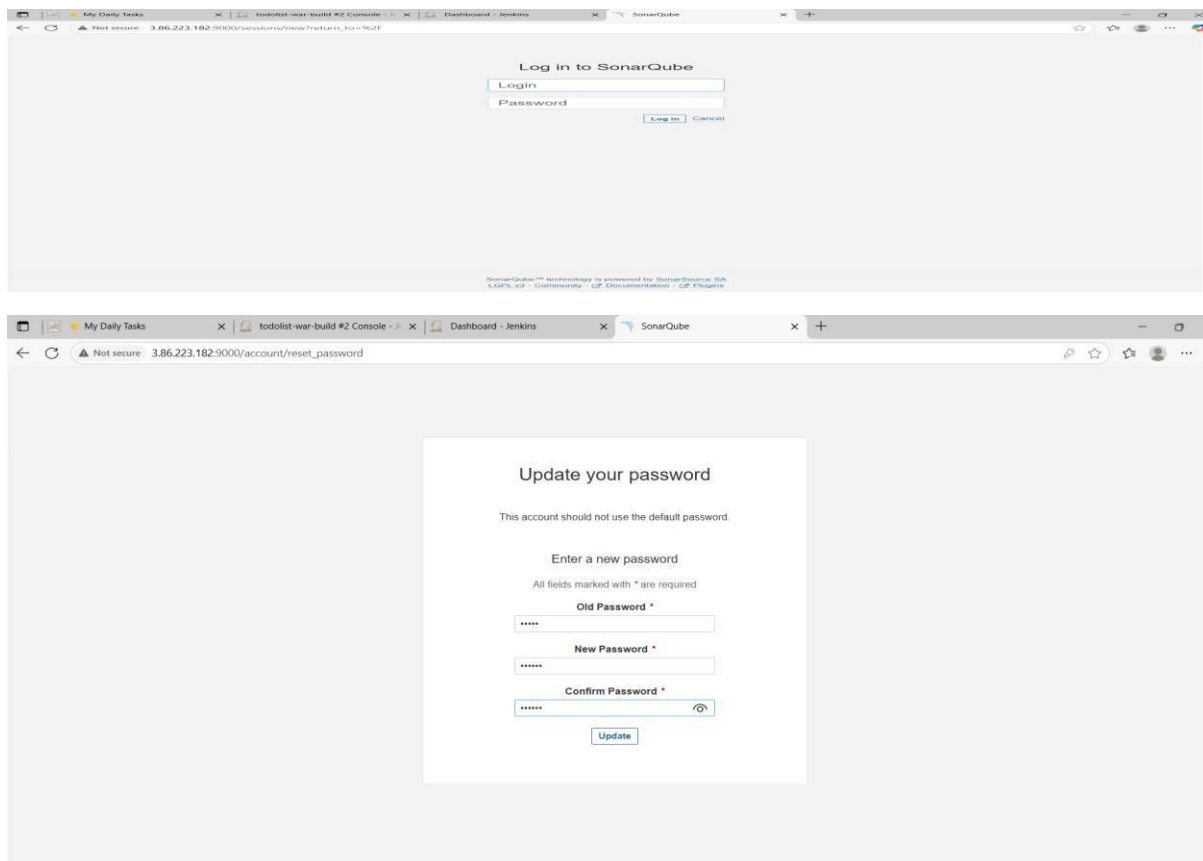 My Daily Tasks todolist-war-build #2 Console - J Dashboard - Jenkins SonarQube
Not secure 3.86.223.182:9000/sessions/new?return_to=%2F
Log in to SonarQube
Login
Password
Log in Cancel
SonarQube™ technology is powered by SonarSource SA
LGPL v3 - Community - Documentation - Plugins
My Daily Tasks todolist-war-build #2 Console - J Dashboard - Jenkins SonarQube
Not secure 3.86.223.182:9000/account/reset_password
Update your password
This account should not use the default password.
Enter a new password
All fields marked with * are required
Old Password *
•••••
New Password *
••••••
Confirm Password *
••••••
Update